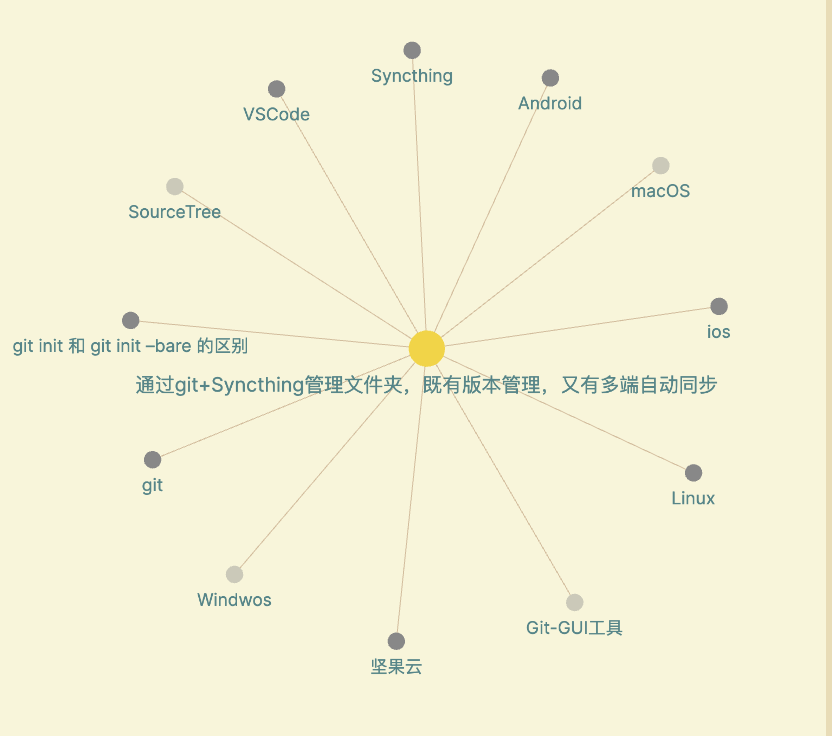 Syncthing
Android
VSCode
macOS
SourceTree
ios
git init 和 git init –bare 的区别
通过git+Syncthing管理文件夹，既有版本管理，又有多端自动同步
git
Linux
Windwos
Git-GUI工具
坚果云